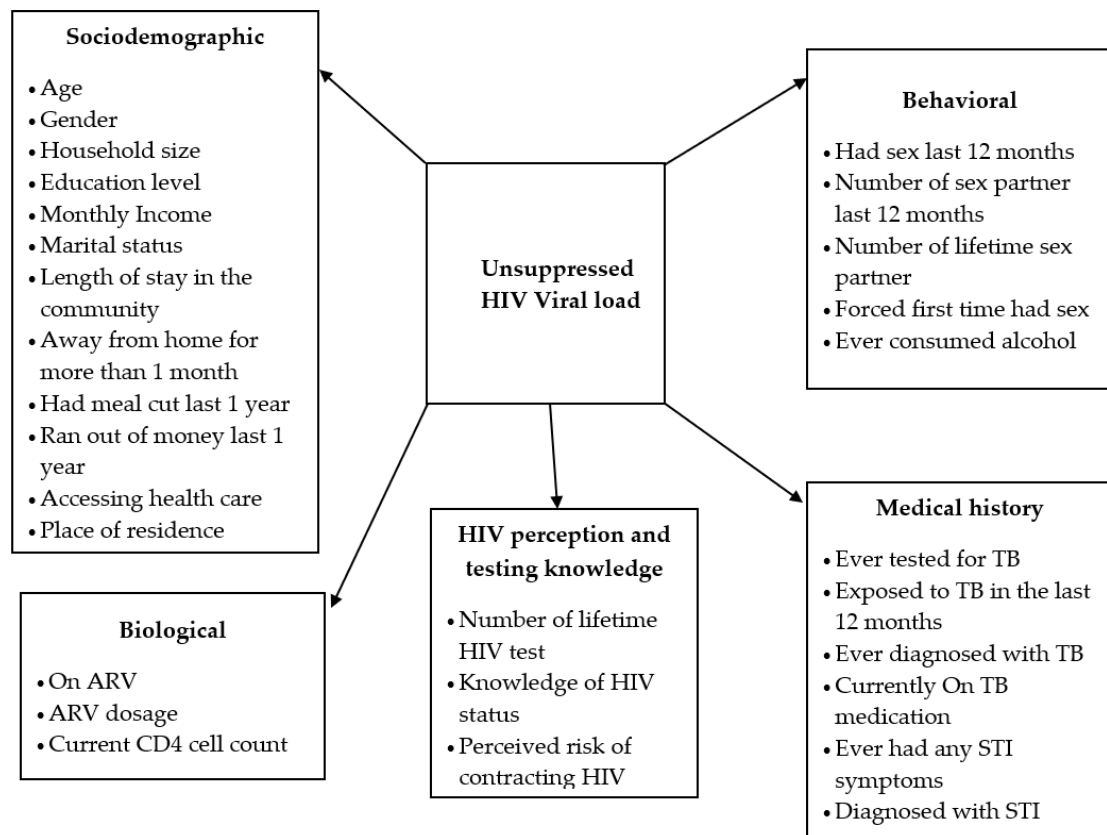 Sociodemographic
• Age
• Gender
• Household size
• Education level
• Monthly Income
• Marital status
• Length of stay in the
community
• Away from home for
more than 1 month
• Had meal cut last 1 year
• Ran out of money last 1
year
• Accessing health care
• Place of residence
Behavioral
• Had sex last 12 months
• Number of sex partner
last 12 months
• Number of lifetime sex
partner
• Forced first time had sex
• Ever consumed alcohol
Unsuppressed
HIV Viral load
Biological
• On ARV
• ARV dosage
• Current CD4 cell count
HIV perception and
testing knowledge
• Number of lifetime
HIV test
• Knowledge of HIV
status
• Perceived risk of
contracting HIV
Medical history
• Ever tested for TB
• Exposed to TB in the last
12 months
• Ever diagnosed with TB
• Currently On TB
medication
• Ever had any STI
symptoms
• Diagnosed with STI